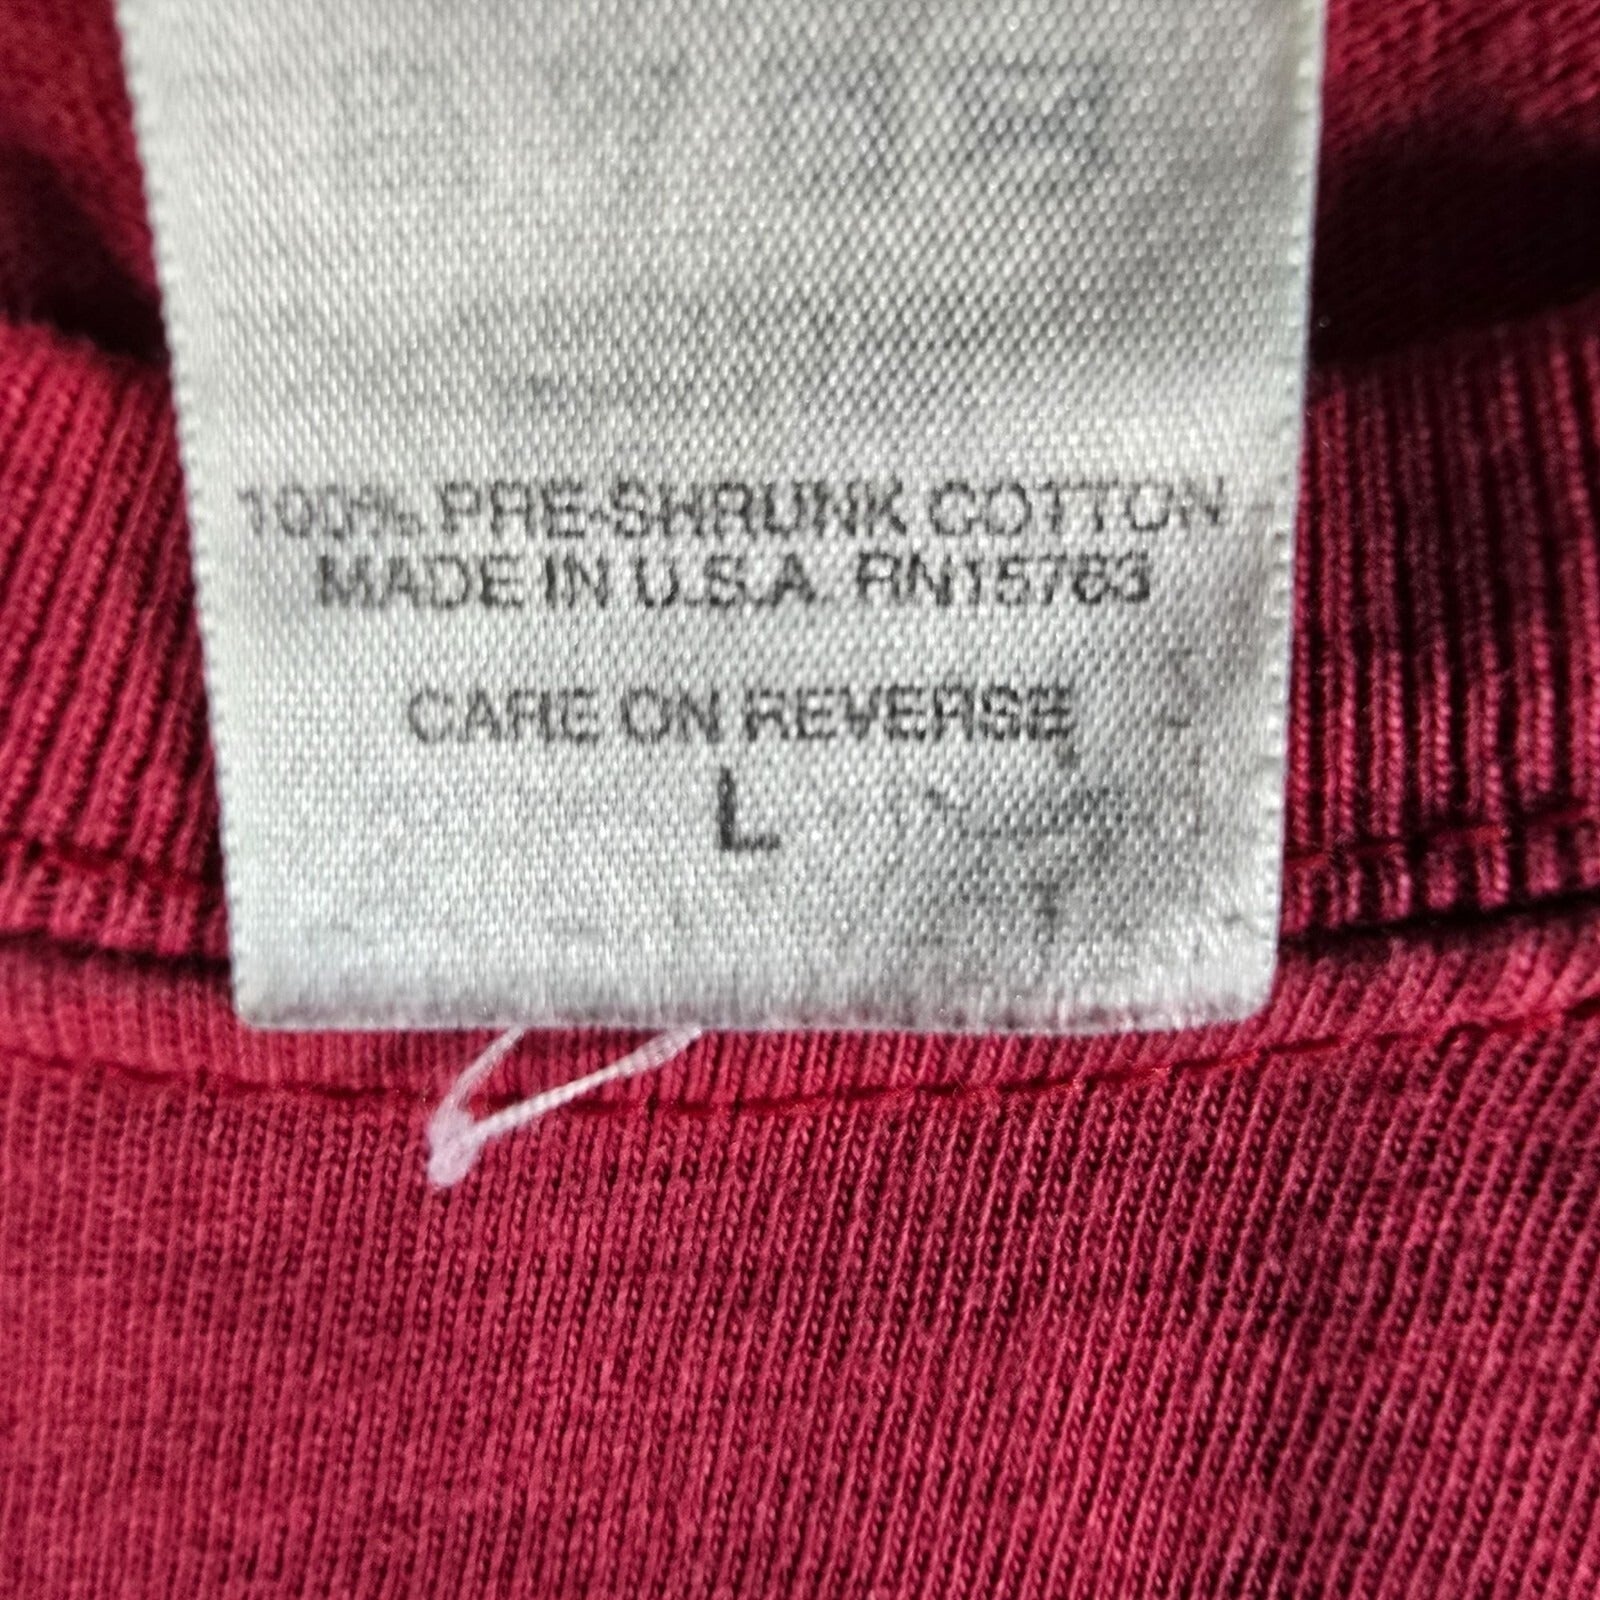 100% PRE-SHRUNK COTTON
MADE IN U.S.A. RN15763
CARE ON REVERSE
L